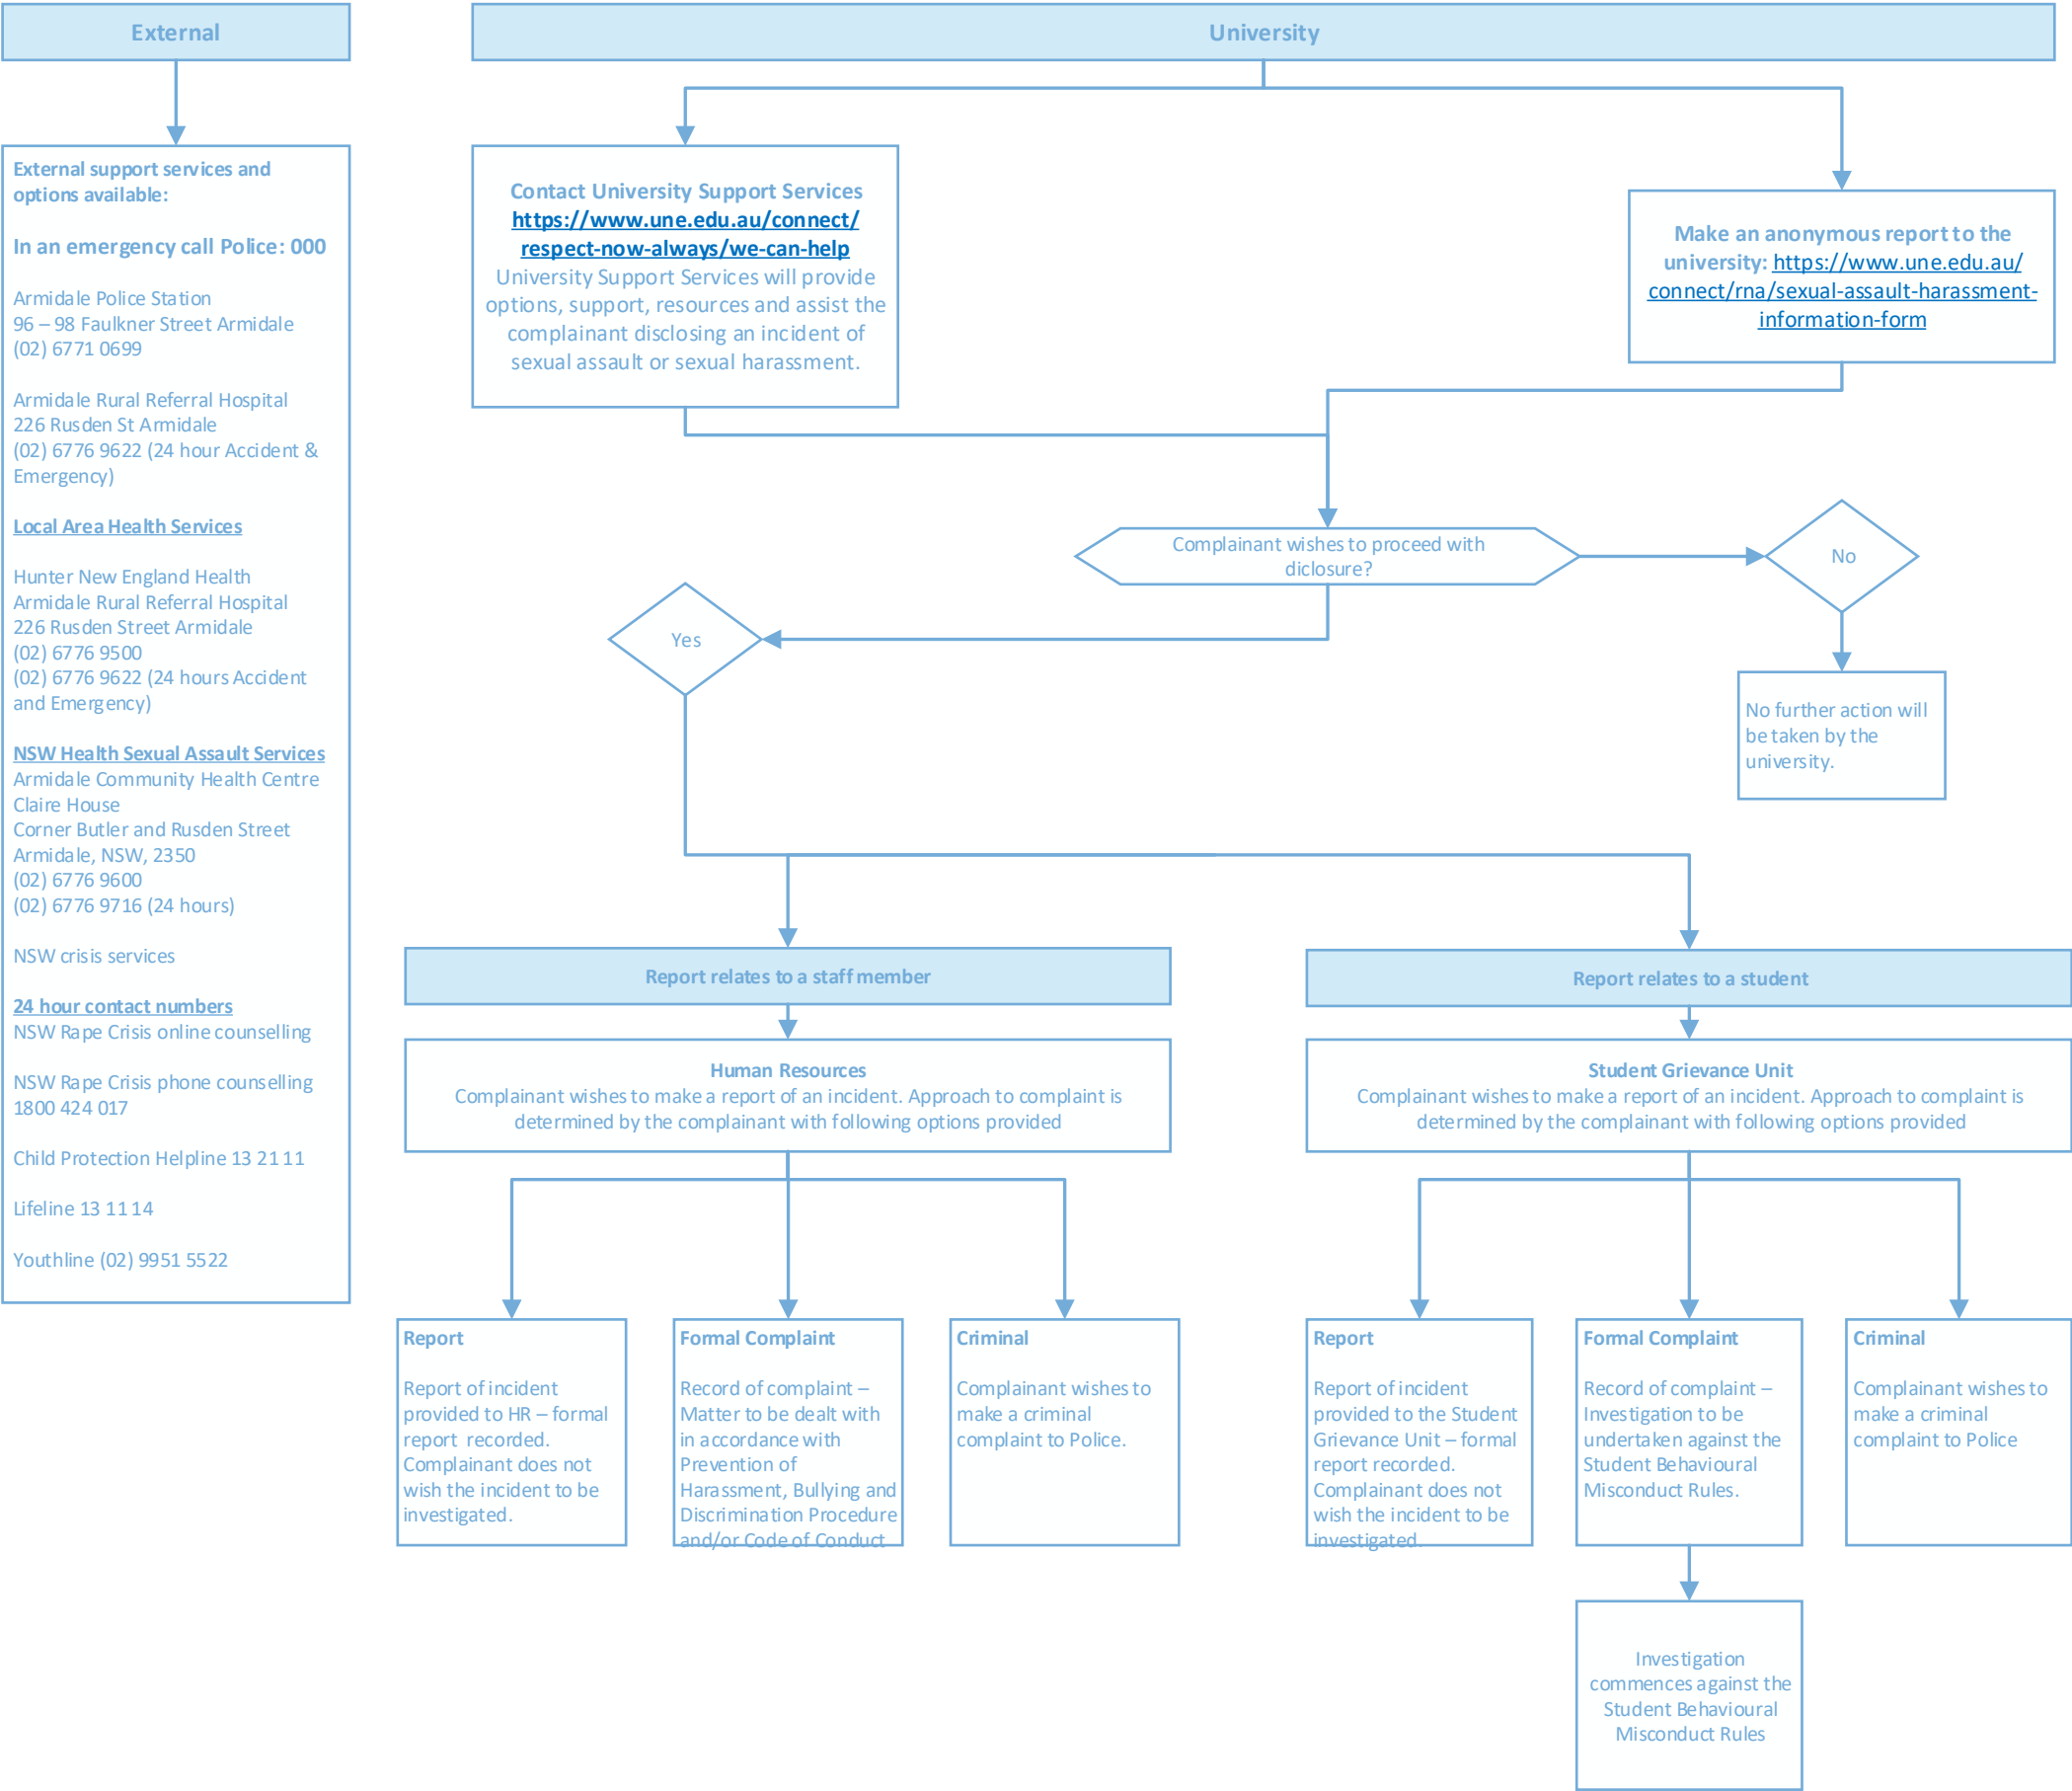 External
External support services and
options available:
In an emergency call Police: 000
Armidale Police Station
96 – 98 Faulkner Street Armidale
(02) 6771 0699
Armidale Rural Referral Hospital
226 Rusden St Armidale
(02) 6776 9622 (24 hour Accident &
Emergency)
Local Area Health Services
Hunter New England Health
Armidale Rural Referral Hospital
226 Rusden Street Armidale
(02) 6776 9500
(02) 6776 9622 (24 hours Accident
and Emergency)
NSW Health Sexual Assault Services
Armidale Community Health Centre
Claire House
Corner Butler and Rusden Street
Armidale, NSW, 2350
(02) 6776 9600
(02) 6776 9716 (24 hours)
NSW crisis services
24 hour contact numbers
NSW Rape Crisis online counselling
NSW Rape Crisis phone counselling
1800 424 017
Child Protection Helpline 13 21 11
Lifeline 13 11 14
Youthline (02) 9951 5522
University
Contact University Support Services
https://www.une.edu.au/connect/
respect-now-always/we-can-help
University Support Services will provide
options, support, resources and assist the
complainant disclosing an incident of
sexual assault or sexual harassment.
Make an anonymous report to the
university: https://www.une.edu.au/
connect/rna/sexual-assault-harassment-
information-form
Complainant wishes to proceed with
diclosure?
No
Yes
No further action will
be taken by the
university.
Report relates to a staff member
Human Resources
Complainant wishes to make a report of an incident. Approach to complaint is
determined by the complainant with following options provided
Report
Report of incident
provided to HR – formal
report recorded.
Complainant does not
wish the incident to be
investigated.
Formal Complaint
Record of complaint –
Matter to be dealt with
in accordance with
Prevention of
Harassment, Bullying and
Discrimination Procedure
and/or Code of Conduct
Criminal
Complainant wishes to
make a criminal
complaint to Police.
Report relates to a student
Student Grievance Unit
Complainant wishes to make a report of an incident. Approach to complaint is
determined by the complainant with following options provided
Report
Report of incident
provided to the Student
Grievance Unit – formal
report recorded.
Complainant does not
wish the incident to be
investigated.
Formal Complaint
Record of complaint –
Investigation to be
undertaken against the
Student Behavioural
Misconduct Rules.
Criminal
Complainant wishes to
make a criminal
complaint to Police
Investigation
commences against the
Student Behavioural
Misconduct Rules